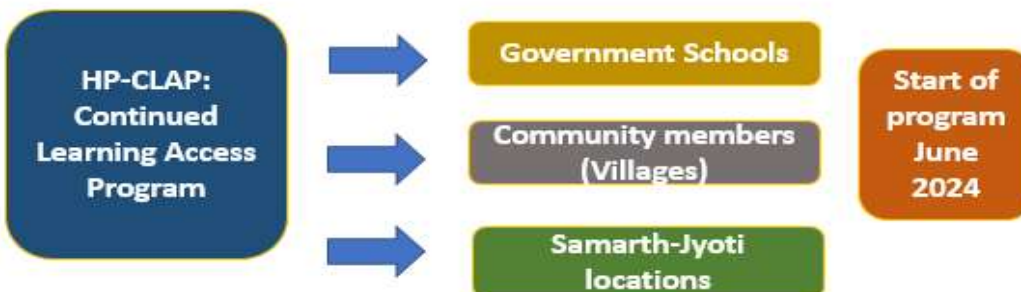 HP-CLAP:
Continued
Learning Access
Program
Government Schools
Community members
(Villages)
Samarth-Jyoti
locations
Start of
program
June
2024